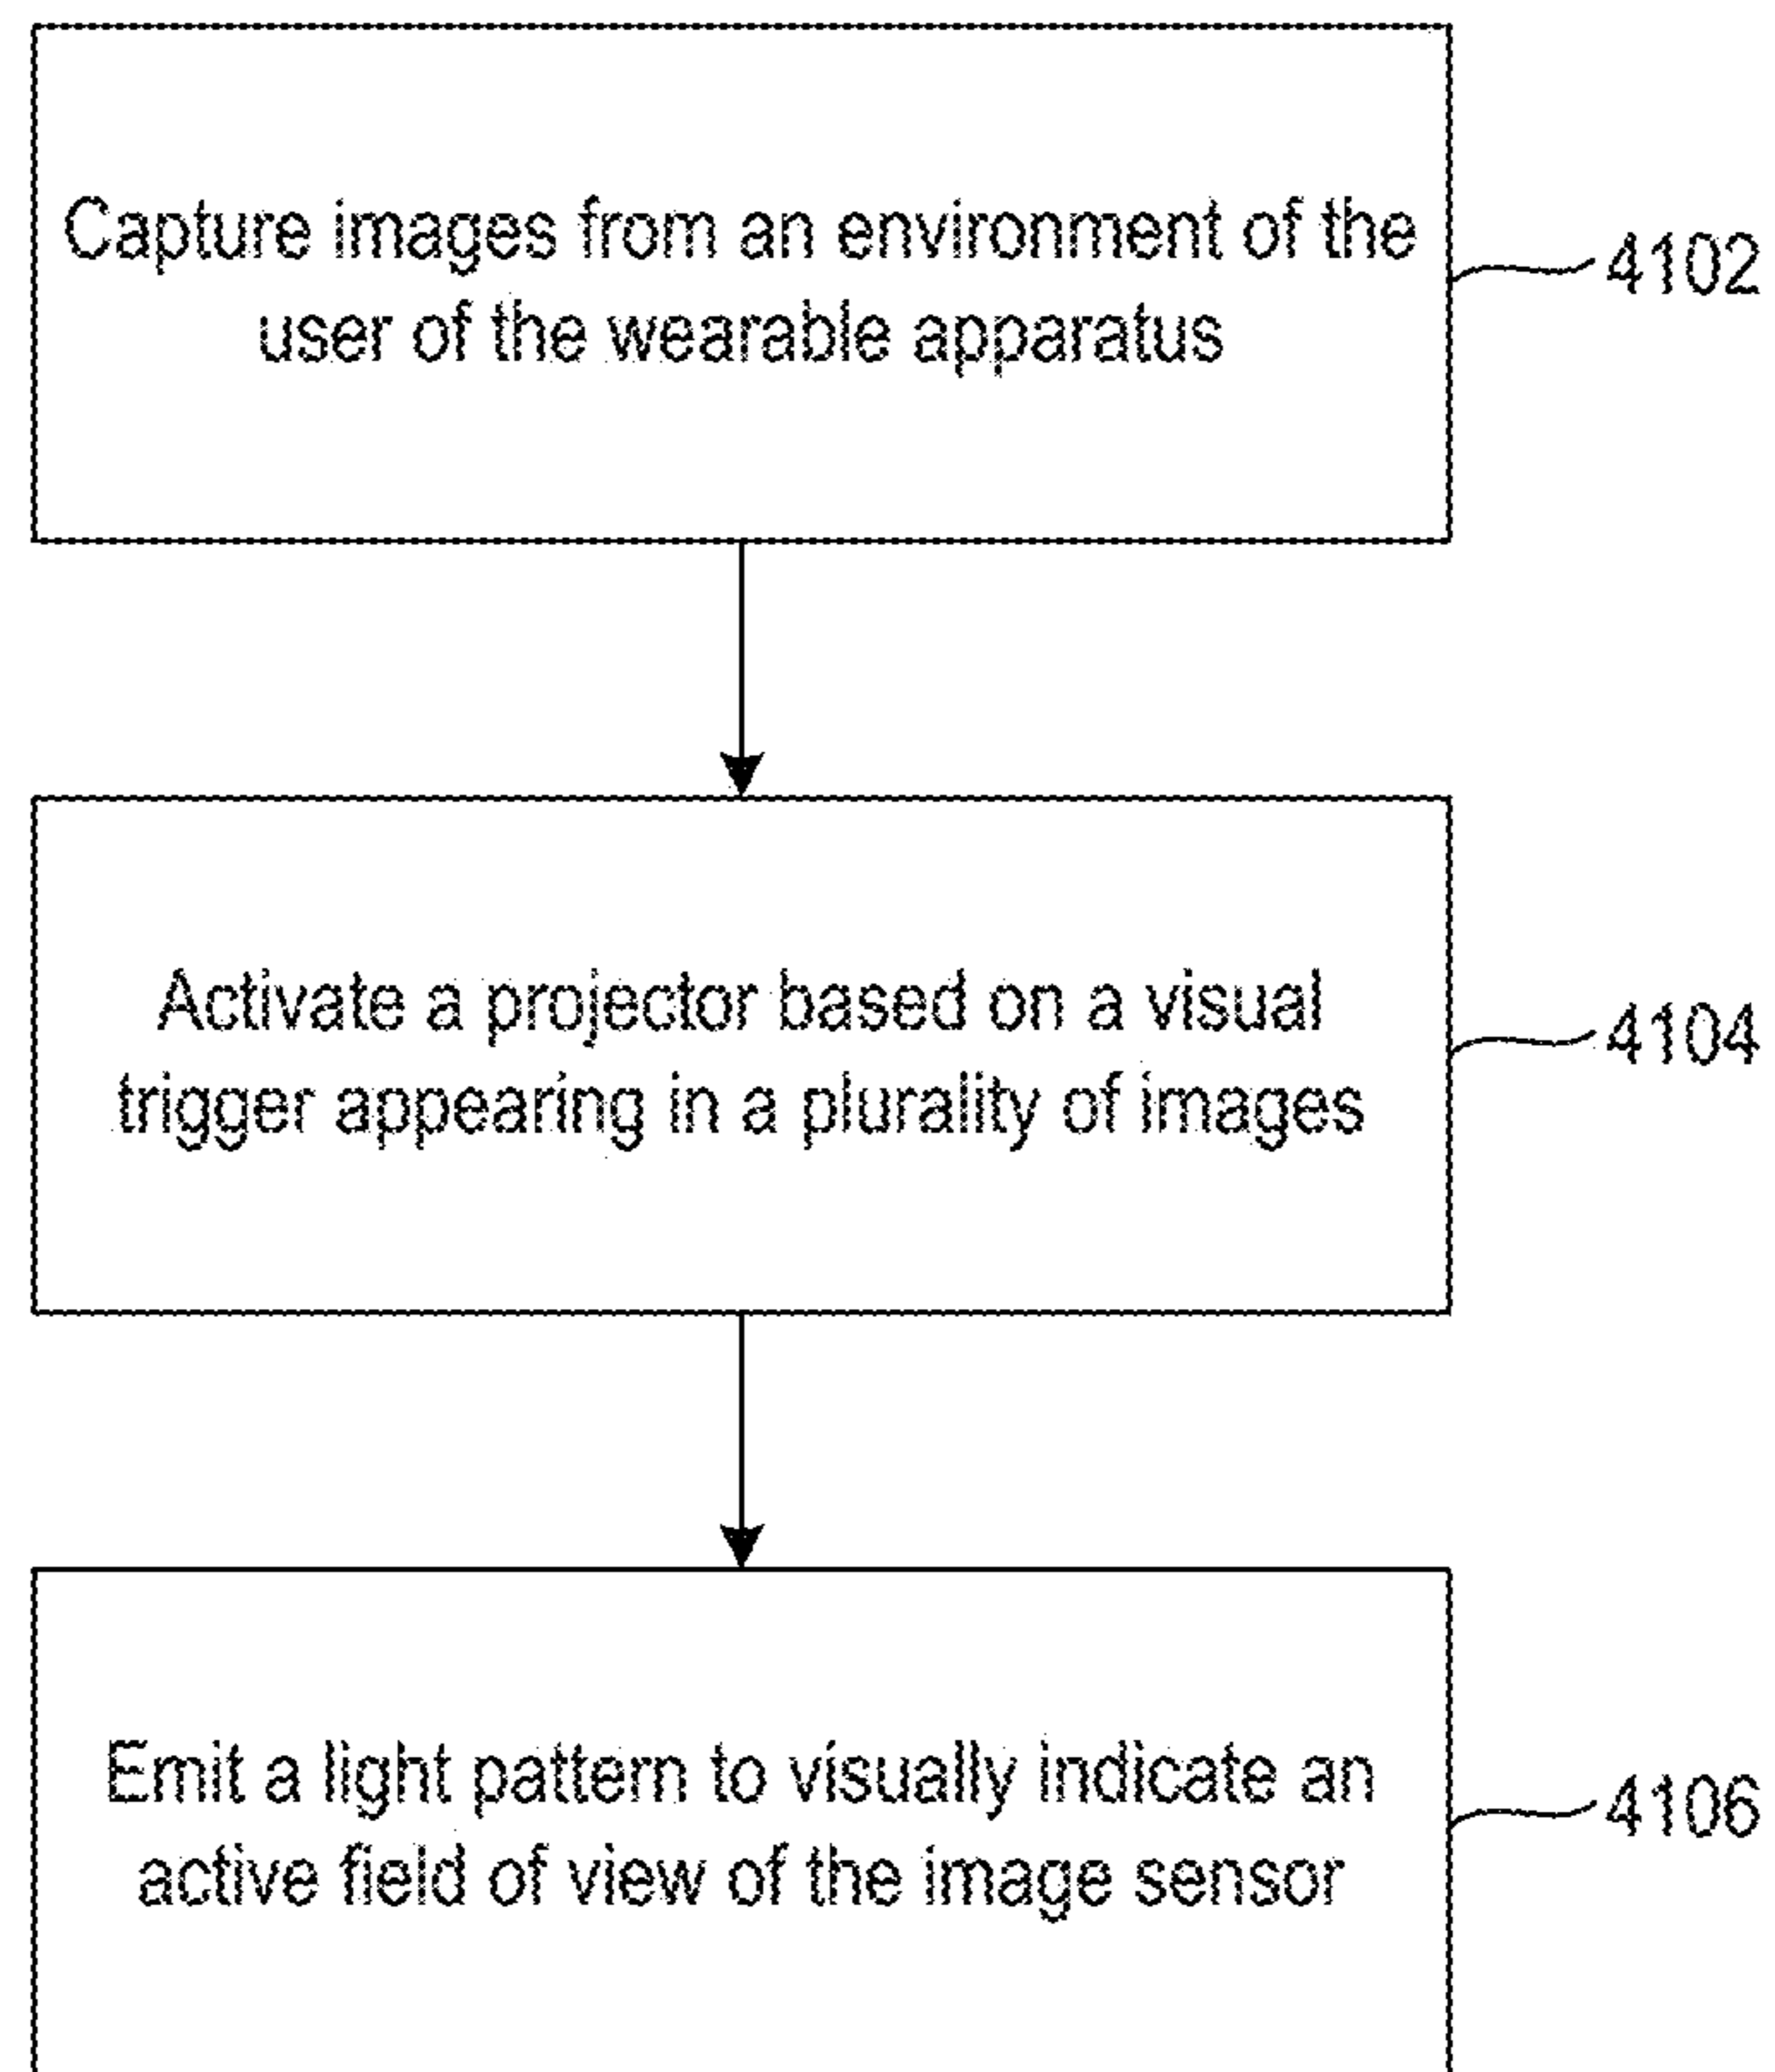 Capture images from an environment of the
user of the wearable apparatus
4102
Activate a projector based on a visual
trigger appearing in a plurality of images
4104
Emit a light pattern to visually indicate an
active field of view of the image sensor
4106